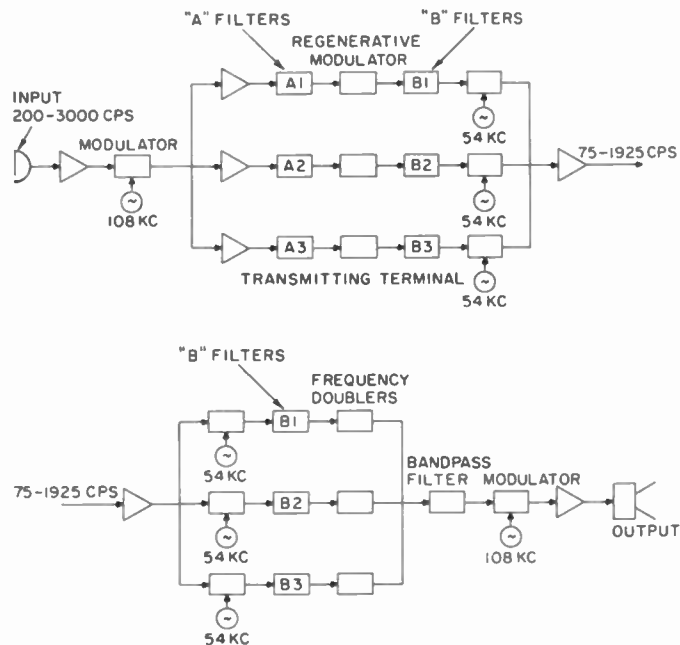 "A" FILTERS
"B" FILTERS
REGENERATIVE
MODULATOR
INPUT
200-3000 CPS
MODULATOR
A1
B1
54 KC
75-1925 CPS
A2
B2
108 KC
54 KC
A3
B3
TRANSMITTING TERMINAL
54 KC
"B" FILTERS
FREQUENCY
DOUBLERS
B1
54 KC
BANDPASS
FILTER
MODULATOR
75-1925 CPS
B2
54 KC
108 KC
OUTPUT
B3
54 KC